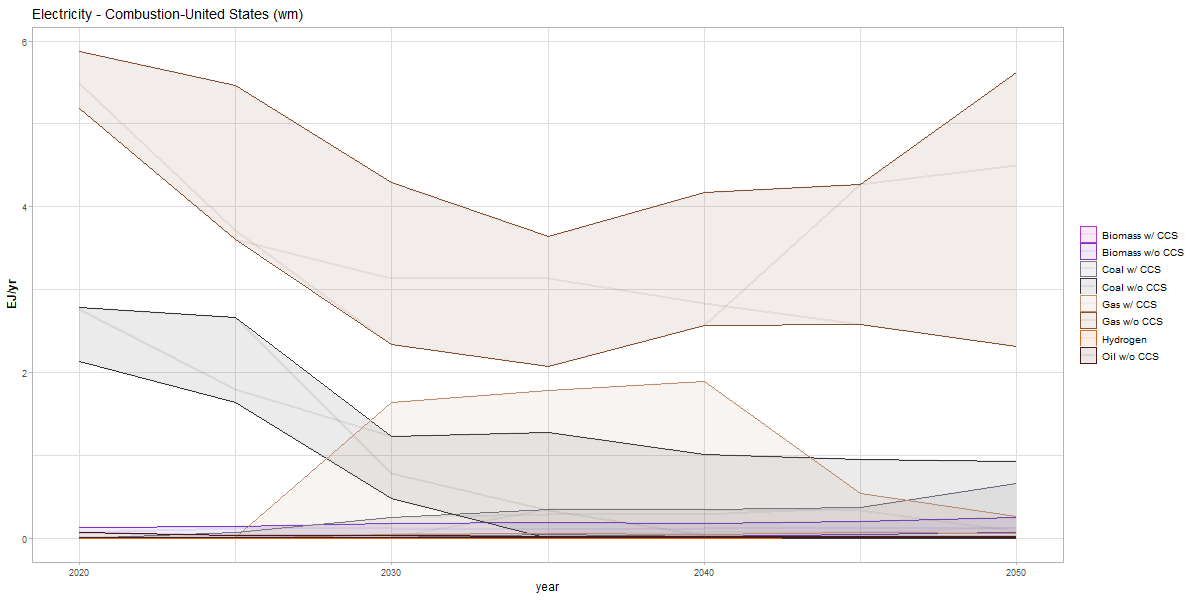 Electricity - Combustion-United States (wm)
6
4
2
0
EJ/yr
2020
2030
2040
2050
year
Biomass w/ CCS
Biomass w/o CCS
Coal w/ CCS
Coal w/o CCS
Gas w/ CCS
Gas w/o CCS
Hydrogen
Oil w/o CCS